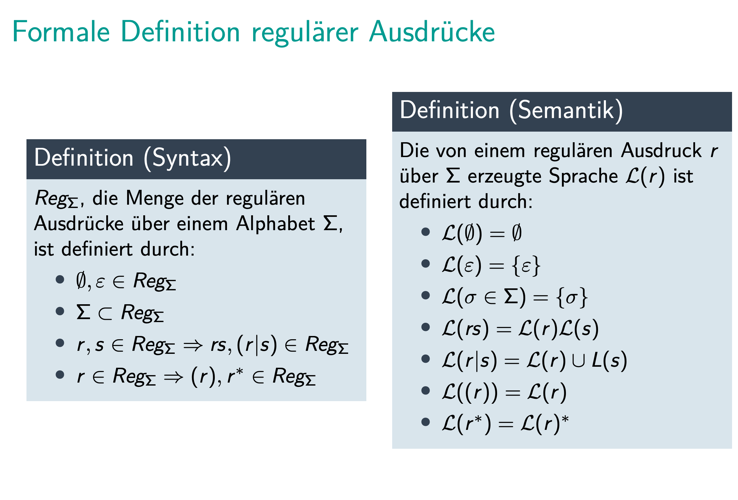 Formale Definition regulärer Ausdrücke
Definition (Syntax)
Reg_Σ, die Menge der regulären
Ausdrücke über einem Alphabet Σ,
ist definiert durch:
• ∅, ε ∈ Reg_Σ
• Σ ⊂ Reg_Σ
• r, s ∈ Reg_Σ ⇒ rs, (r|s) ∈ Reg_Σ
• r ∈ Reg_Σ ⇒ (r), r* ∈ Reg_Σ
Definition (Semantik)
Die von einem regulären Ausdruck r
über Σ erzeugte Sprache ℒ(r) ist
definiert durch:
• ℒ(∅) = ∅
• ℒ(ε) = {ε}
• ℒ(σ ∈ Σ) = {σ}
• ℒ(rs) = ℒ(r)ℒ(s)
• ℒ(r|s) = ℒ(r) ∪ L(s)
• ℒ((r)) = ℒ(r)
• ℒ(r*) = ℒ(r)*